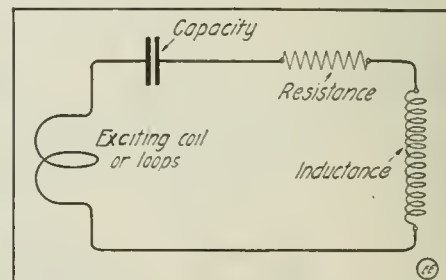 Capacity
Resistance
Exciting coil
or loops
Inductance